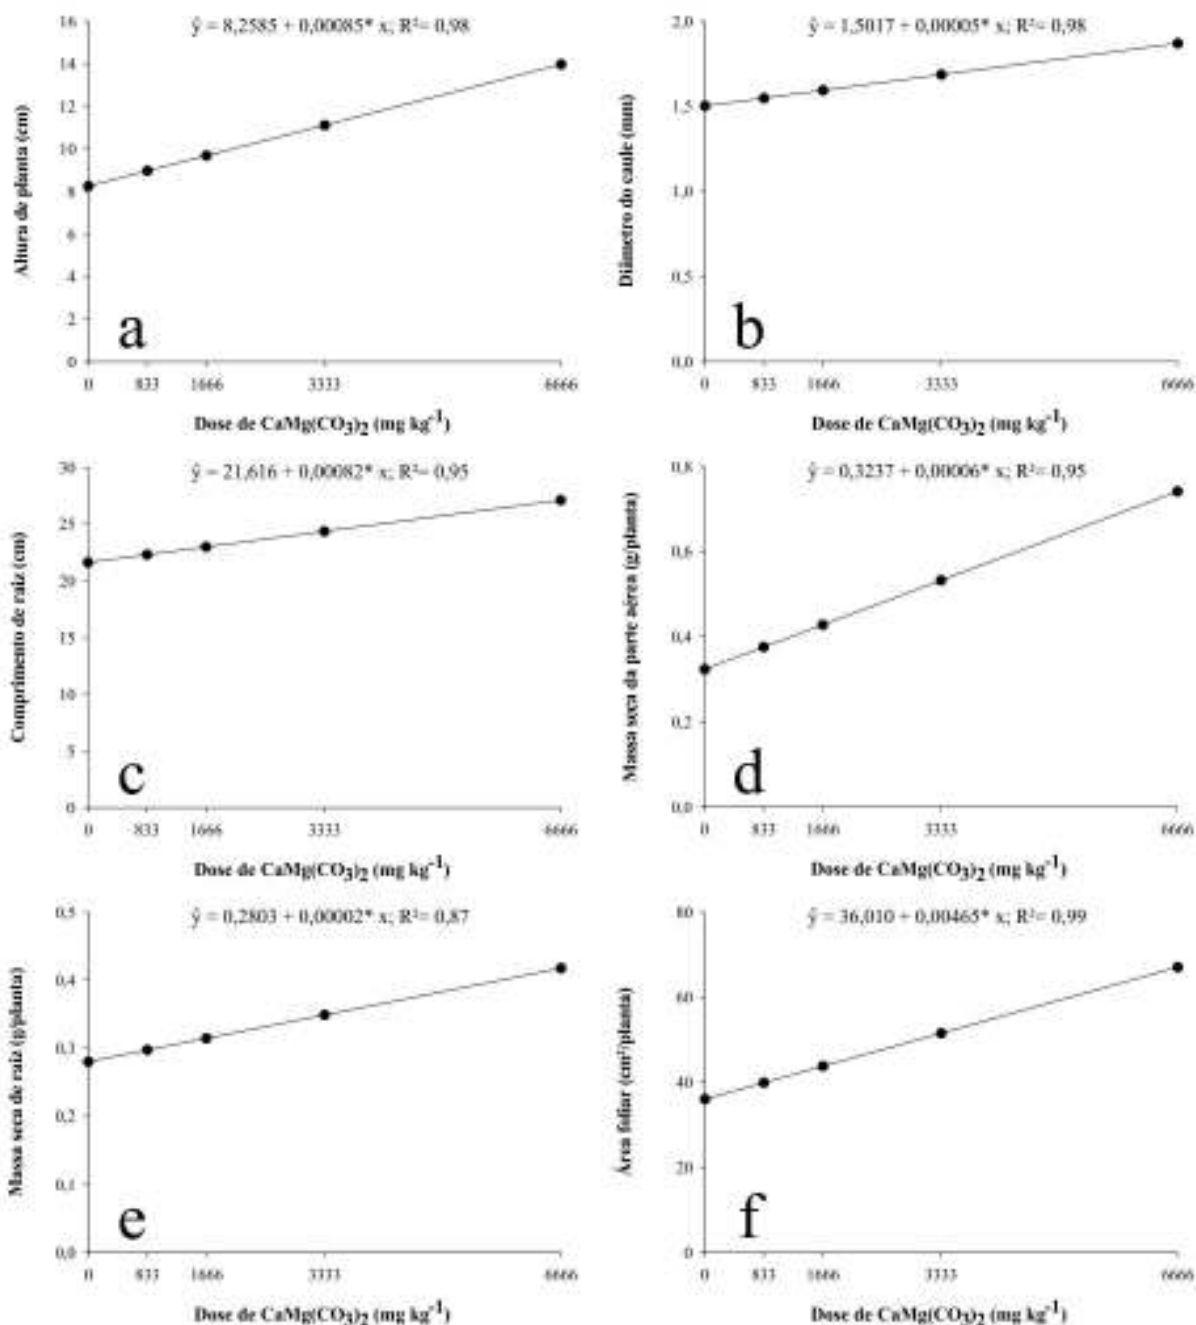 ŷ = 8,2585 + 0,00085* x; R²= 0,98
Altura de planta (cm)
16
14
12
10
8
6
4
2
0
a
0 833 1666 3333 6666
Dose de CaMg(CO3)2 (mg kg-1)
ŷ = 1,5017 + 0,00005* x; R²= 0,98
Diâmetro do caule (mm)
2,0
1,5
1,0
0,5
0,0
b
0 833 1666 3333 6666
Dose de CaMg(CO3)2 (mg kg-1)
ŷ = 21,616 + 0,00082* x; R²= 0,95
Comprimento de raiz (cm)
30
25
20
15
10
5
0
c
0 833 1666 3333 6666
Dose de CaMg(CO3)2 (mg kg-1)
ŷ = 0,3237 + 0,00006* x; R²= 0,95
Massa seca da parte aérea (g/planta)
0,8
0,6
0,4
0,2
0,0
d
0 833 1666 3333 6666
Dose de CaMg(CO3)2 (mg kg-1)
ŷ = 0,2803 + 0,00002* x; R²= 0,87
Massa seca de raiz (g/planta)
0,5
0,4
0,3
0,2
0,1
0,0
e
0 833 1666 3333 6666
Dose de CaMg(CO3)2 (mg kg-1)
ŷ = 36,010 + 0,00465* x; R²= 0,99
Área foliar (cm²/planta)
80
60
40
20
0
f
0 833 1666 3333 6666
Dose de CaMg(CO3)2 (mg kg-1)